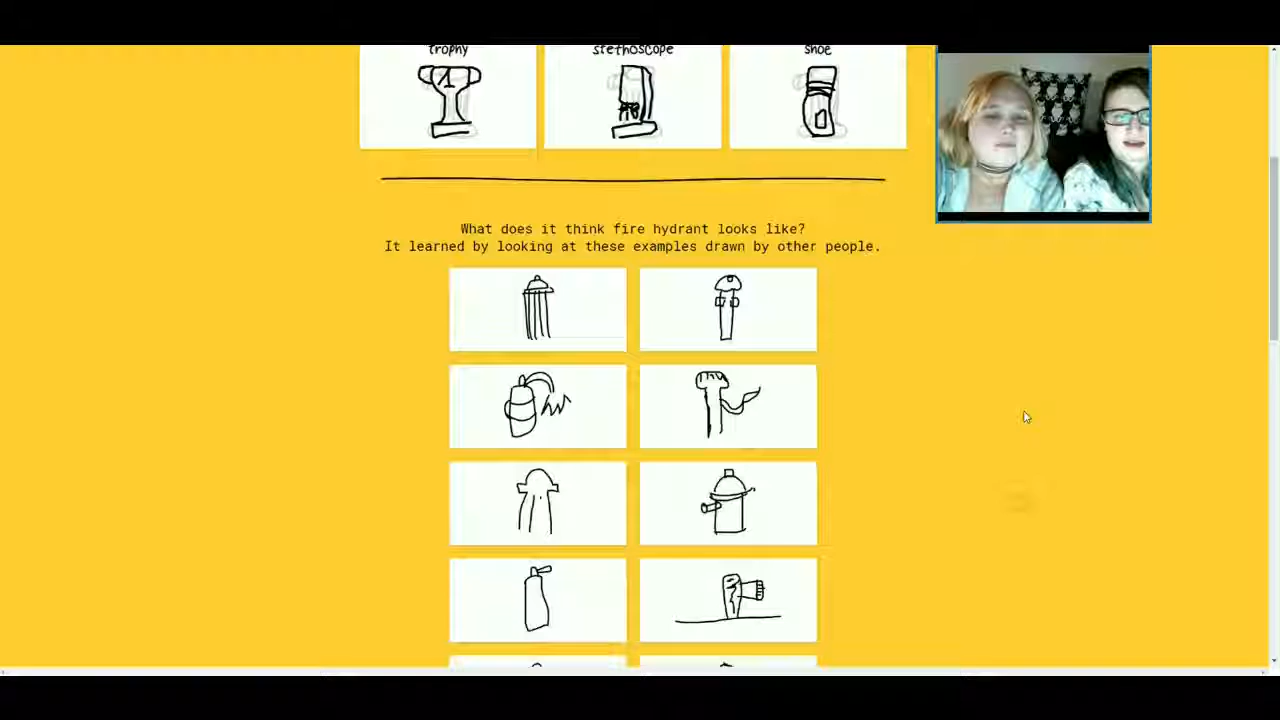 trophy stethoscope shoe
1
What does it think fire hydrant looks like?
It learned by looking at these examples drawn by other people.